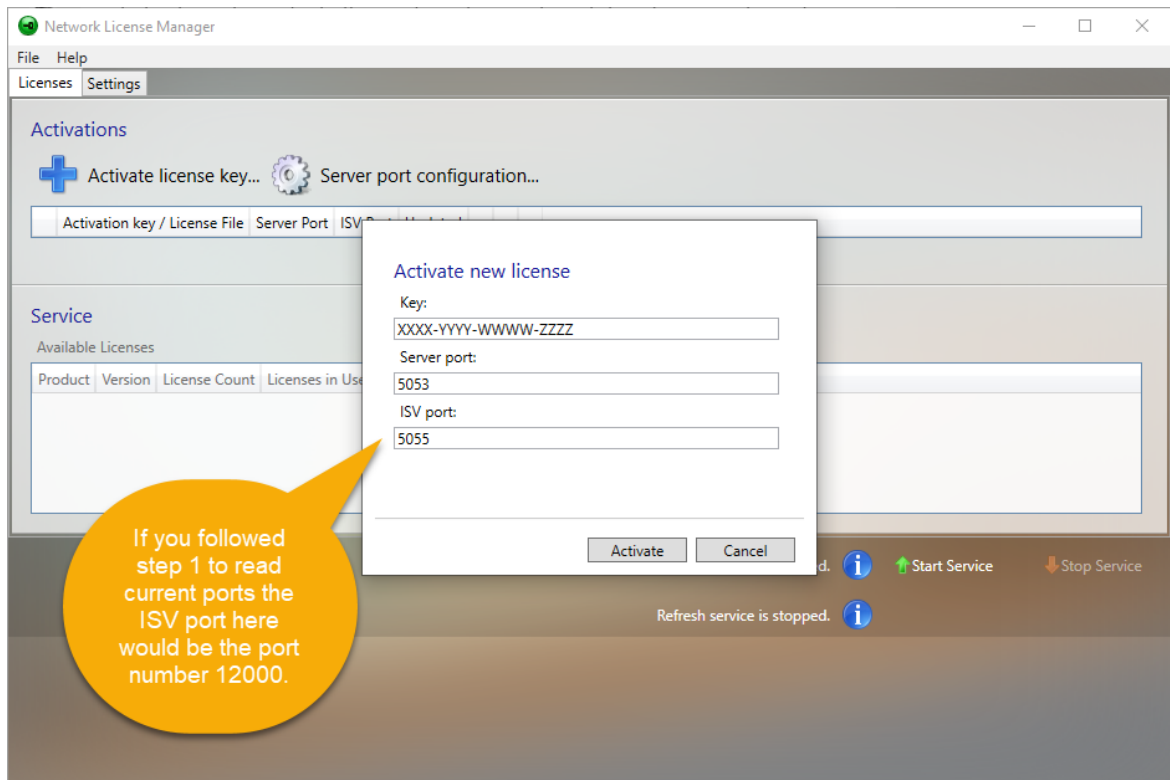 Network License Manager
File Help
Licenses Settings
Activations
Activate license key... Server port configuration...
Activation key / License File Server Port ISV
Activate new license
Key:
XXXX-YYYY-WWWW-ZZZZ
Server port:
5053
ISV port:
5055
Activate Cancel
Service
Available Licenses
Product Version License Count Licenses in Use
If you followed
step 1 to read
current ports the
ISV port here
would be the port
number 12000.
Start Service Stop Service
Refresh service is stopped.